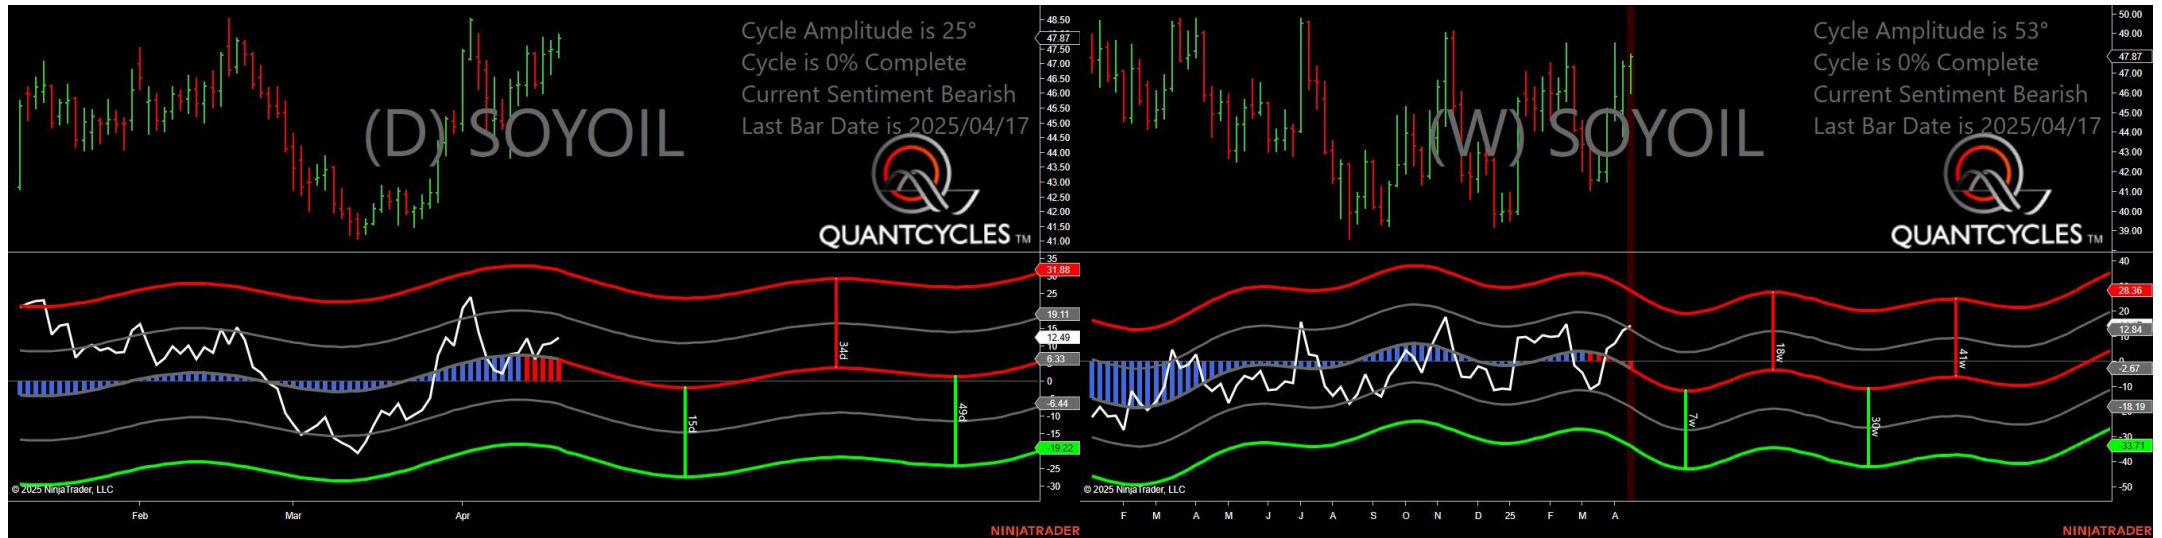 Cycle Amplitude is 25°
Cycle is 0% Complete
Current Sentiment Bearish
Last Bar Date is 2025/04/17
(D) SOYOIL
QUANTCYCLES TM
48.50
47.87
47.50
47.00
46.50
46.00
45.50
45.00
44.50
44.00
43.50
43.00
42.50
42.00
41.50
41.00
35
31.88
25
19.11
15
12.49
10
6.33
0
-6.44
-10
-15
-19.22
-25
-30
34d
15d
49d
© 2025 NinjaTrader, LLC
Feb Mar Apr
NINJATRADER
Cycle Amplitude is 53°
Cycle is 0% Complete
Current Sentiment Bearish
Last Bar Date is 2025/04/17
(W) SOYOIL
QUANTCYCLES TM
50.00
49.00
47.87
47.00
46.00
45.00
44.00
43.00
42.00
41.00
40.00
39.00
40
28.36
20
12.84
10
0
-2.67
-10
-18.19
-30
-33.71
-40
-50
18w
41w
7w
30w
© 2025 NinjaTrader, LLC
F M A M J J A S O N D 25 F M A
NINJATRADER